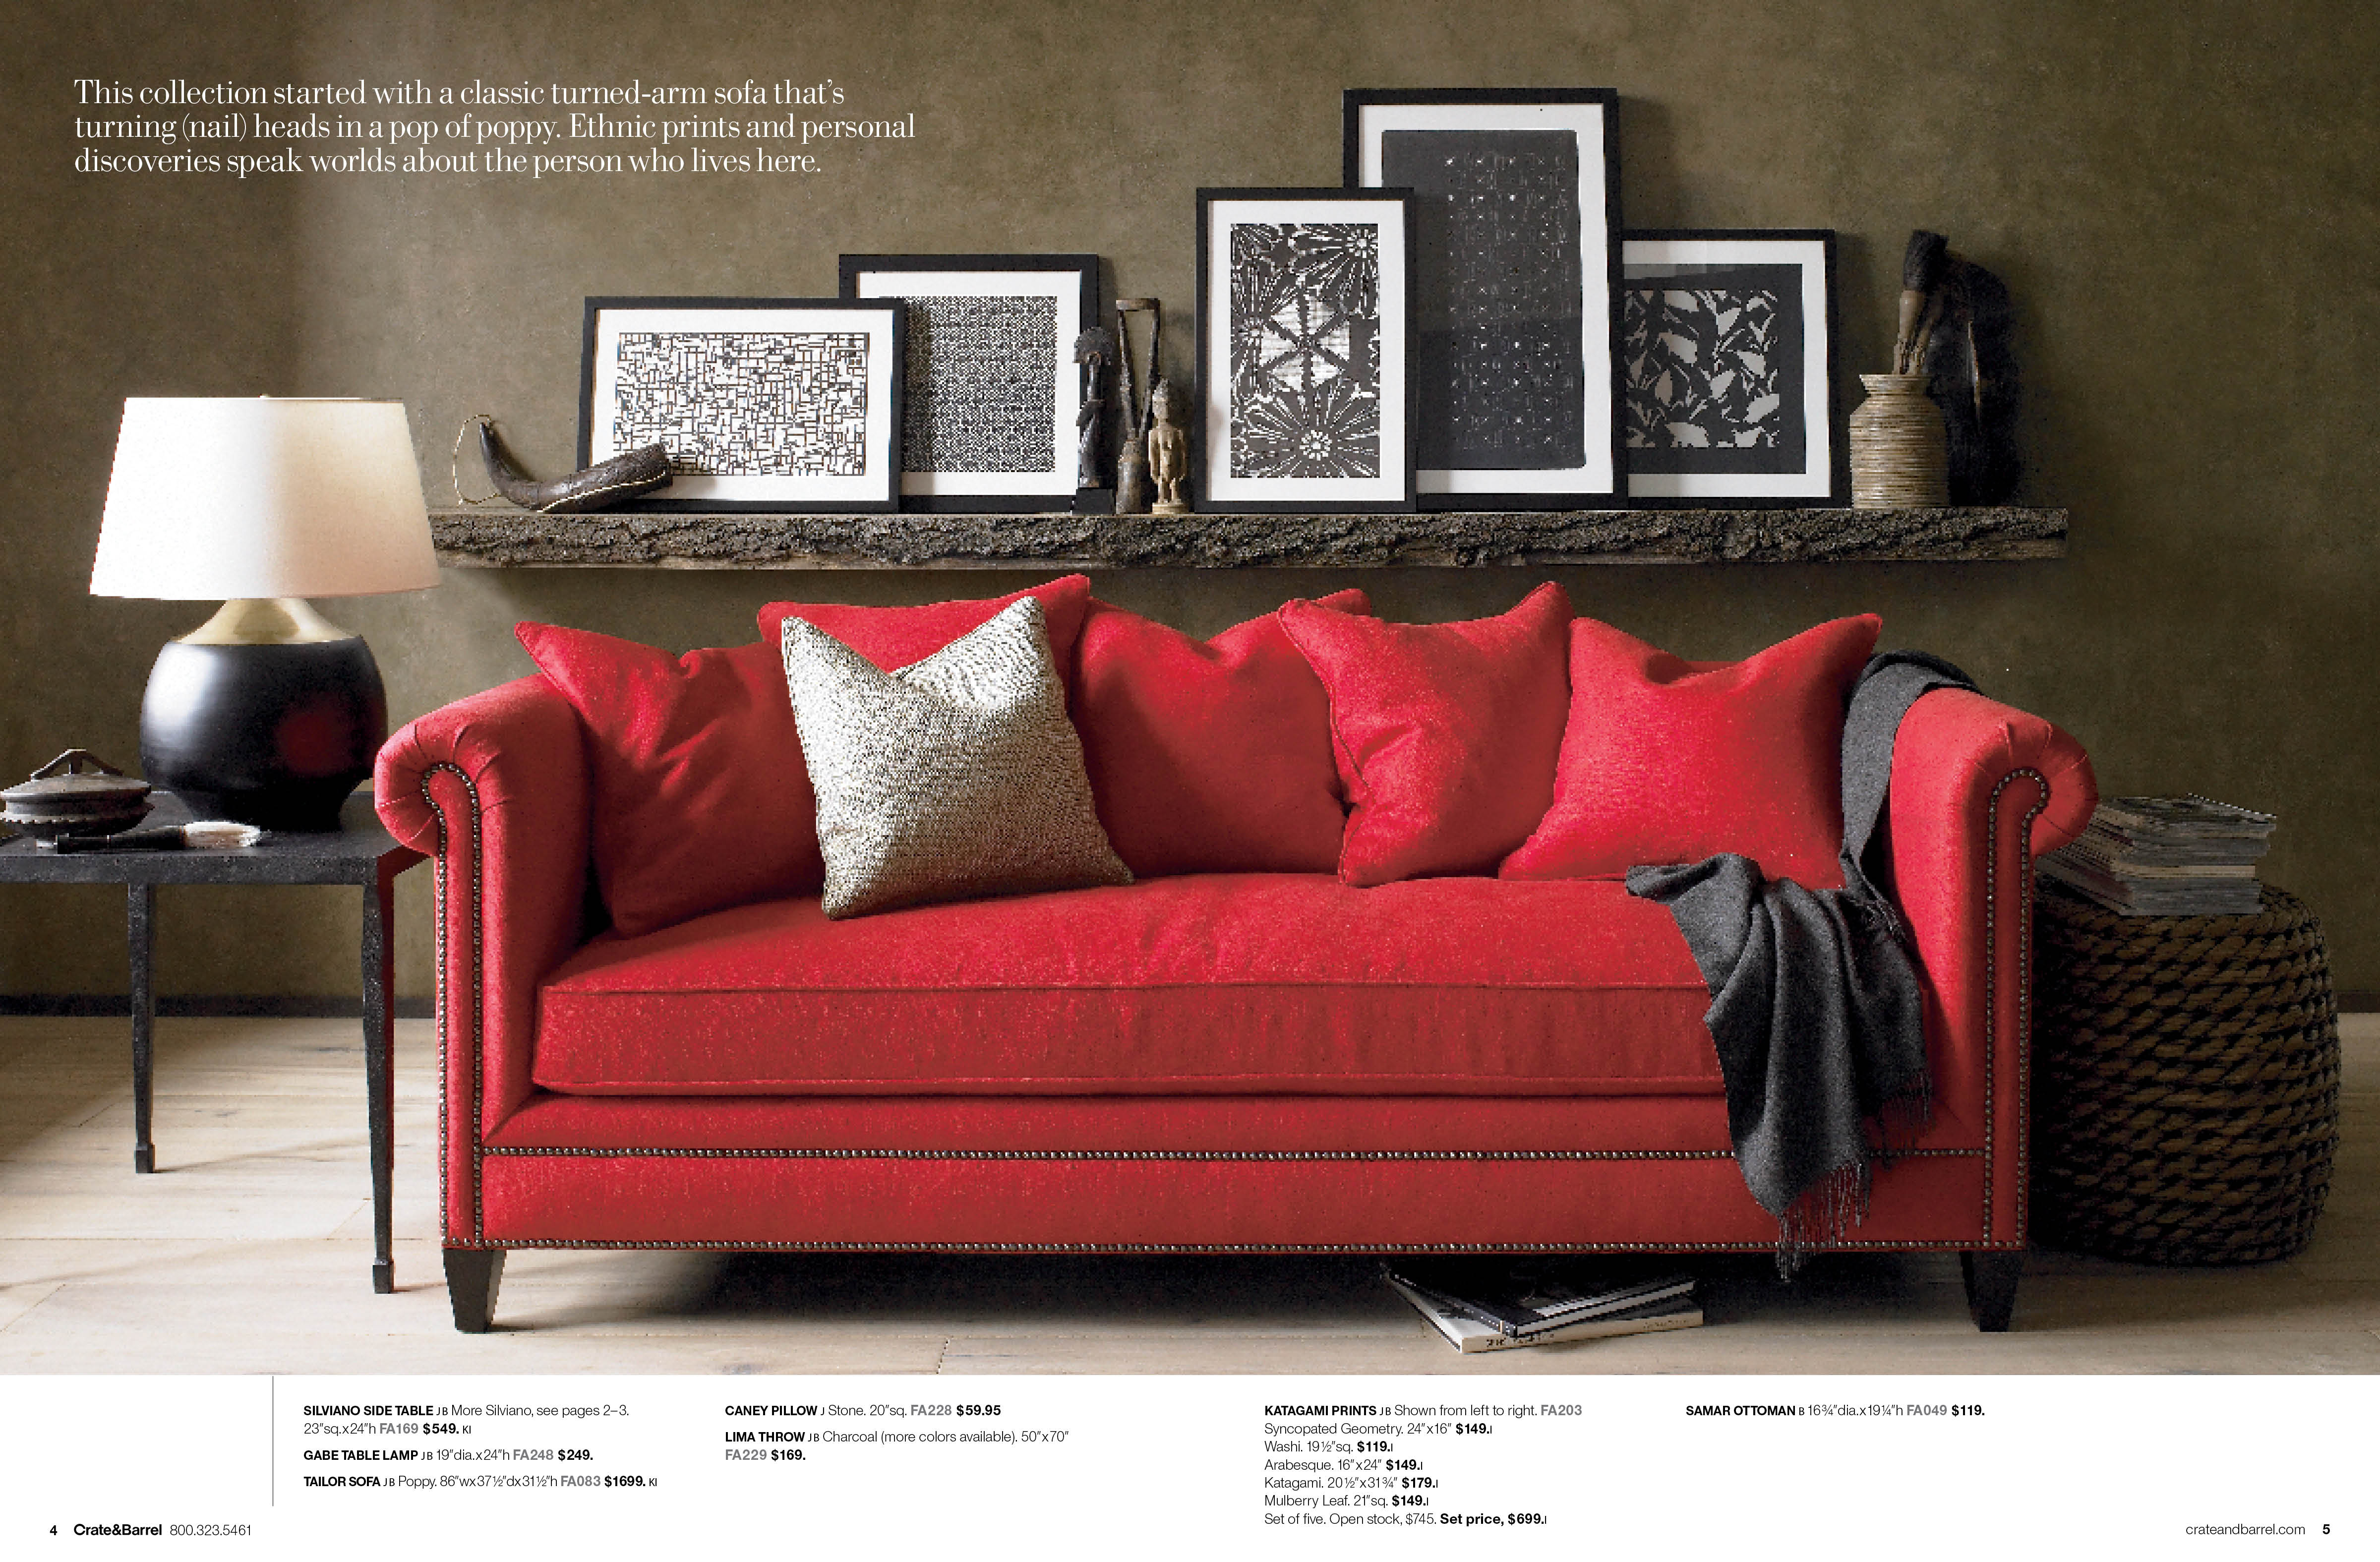 This collection started with a classic turned-arm sofa that’s
turning (nail) heads in a pop of poppy. Ethnic prints and personal
discoveries speak worlds about the person who lives here.
SILVIANO SIDE TABLE J B More Silviano, see pages 2–3.
23"sq.x24"h FA169 $549. KI
GABE TABLE LAMP J B 19"dia.x24"h FA248 $249.
TAILOR SOFA J B Poppy. 86"wx37½"dx31½"h FA083 $1699. KI
CANEY PILLOW J Stone. 20"sq. FA228 $59.95
LIMA THROW J B Charcoal (more colors available). 50"x70"
FA229 $169.
KATAGAMI PRINTS J B Shown from left to right. FA203
Syncopated Geometry. 24"x16" $149.I
Washi. 19½"sq. $119.I
Arabesque. 16"x24" $149.I
Katagami. 20½"x31¾" $179.I
Mulberry Leaf. 21"sq. $149.I
Set of five. Open stock, $745. Set price, $699.I
SAMAR OTTOMAN B 16¾"dia.x19¼"h FA049 $119.
4 Crate&Barrel 800.323.5461
crateandbarrel.com 5